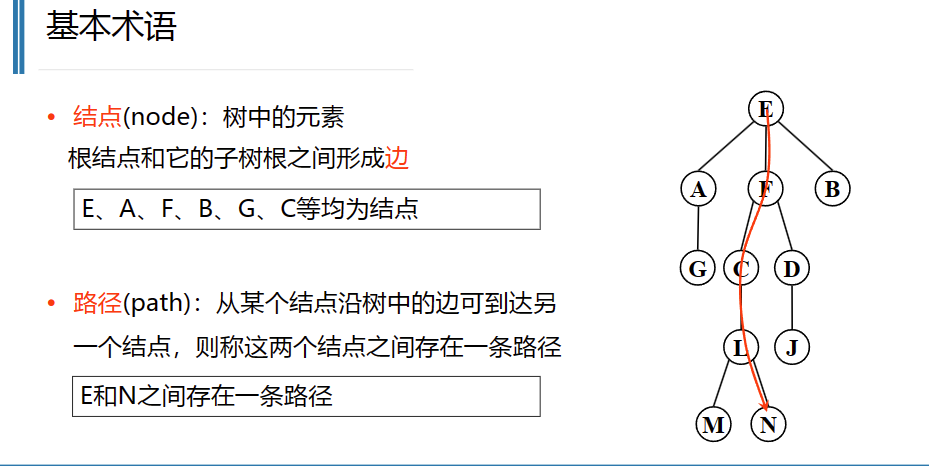 基本术语
• 结点(node)：树中的元素
根结点和它的子树根之间形成边
E、A、F、B、G、C等均为结点
• 路径(path)：从某个结点沿树中的边可到达另
一个结点，则称这两个结点之间存在一条路径
E和N之间存在一条路径
E
A F B
G C D
L J
M N